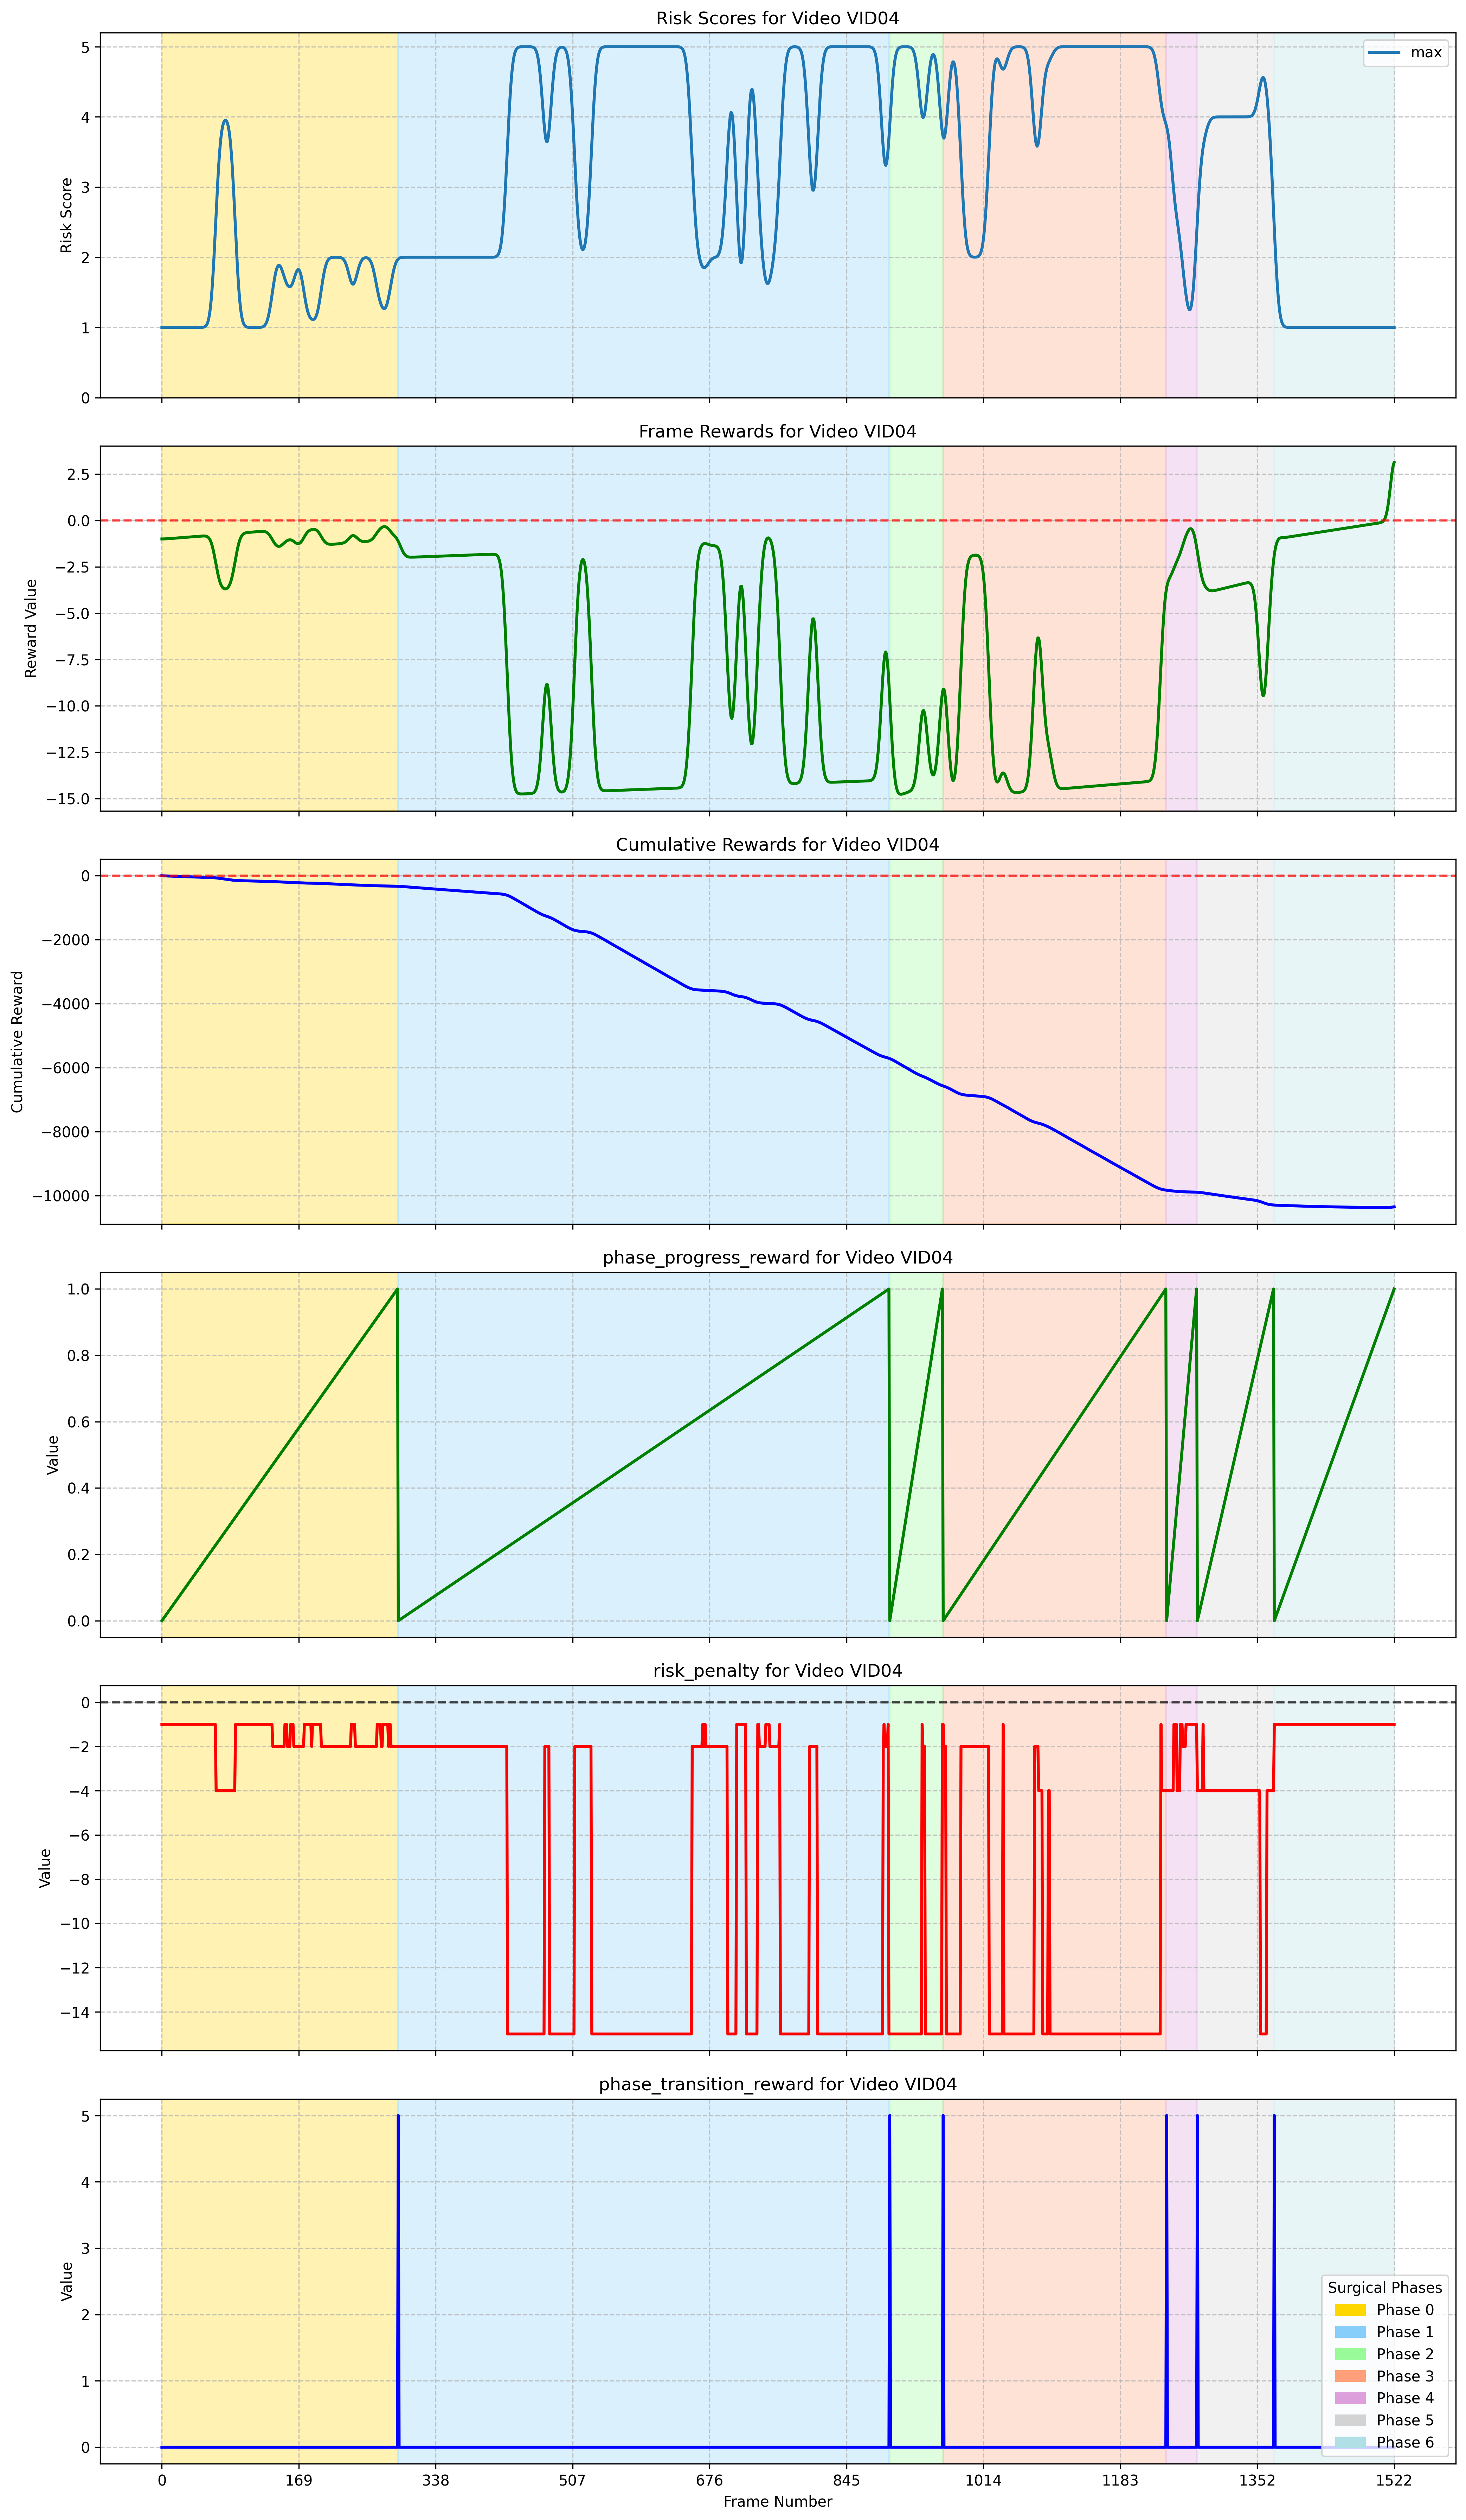 Risk Scores for Video VID04
max
5
4
3
2
1
0
Risk Score
Frame Rewards for Video VID04
2.5
0.0
−2.5
−5.0
−7.5
−10.0
−12.5
−15.0
Reward Value
Cumulative Rewards for Video VID04
0
−2000
−4000
−6000
−8000
−10000
Cumulative Reward
phase_progress_reward for Video VID04
1.0
0.8
0.6
0.4
0.2
0.0
Value
risk_penalty for Video VID04
0
−2
−4
−6
−8
−10
−12
−14
Value
phase_transition_reward for Video VID04
5
4
3
2
1
0
Value
Surgical Phases
Phase 0
Phase 1
Phase 2
Phase 3
Phase 4
Phase 5
Phase 6
0 169 338 507 676 845 1014 1183 1352 1522
Frame Number